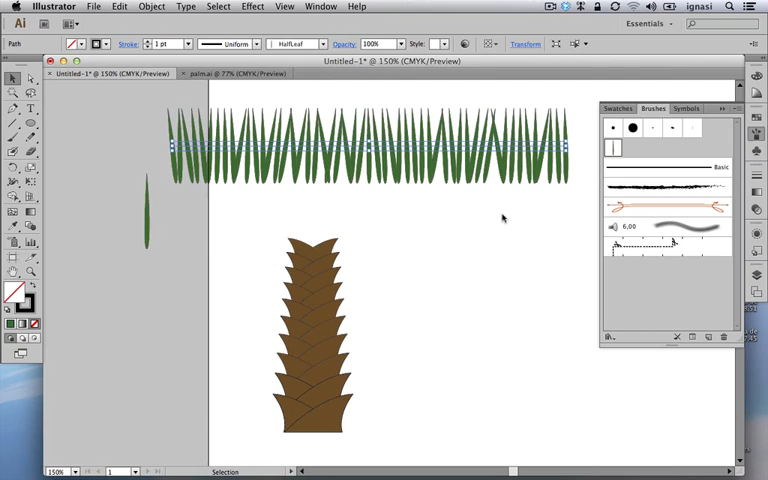 Illustrator File Edit Object Type Select Effect View Window Help ignasi
Ai Br Essentials
Path Stroke: 1 pt Uniform HalfLeaf Opacity: 100% Style: Transform
Untitled-1* @ 150% (CMYK/Preview)
Untitled-1* @ 150% (CMYK/Preview) palm.ai @ 77% (CMYK/Preview)
Swatches Brushes Symbols
Basic
6,00
150% 1 Selection